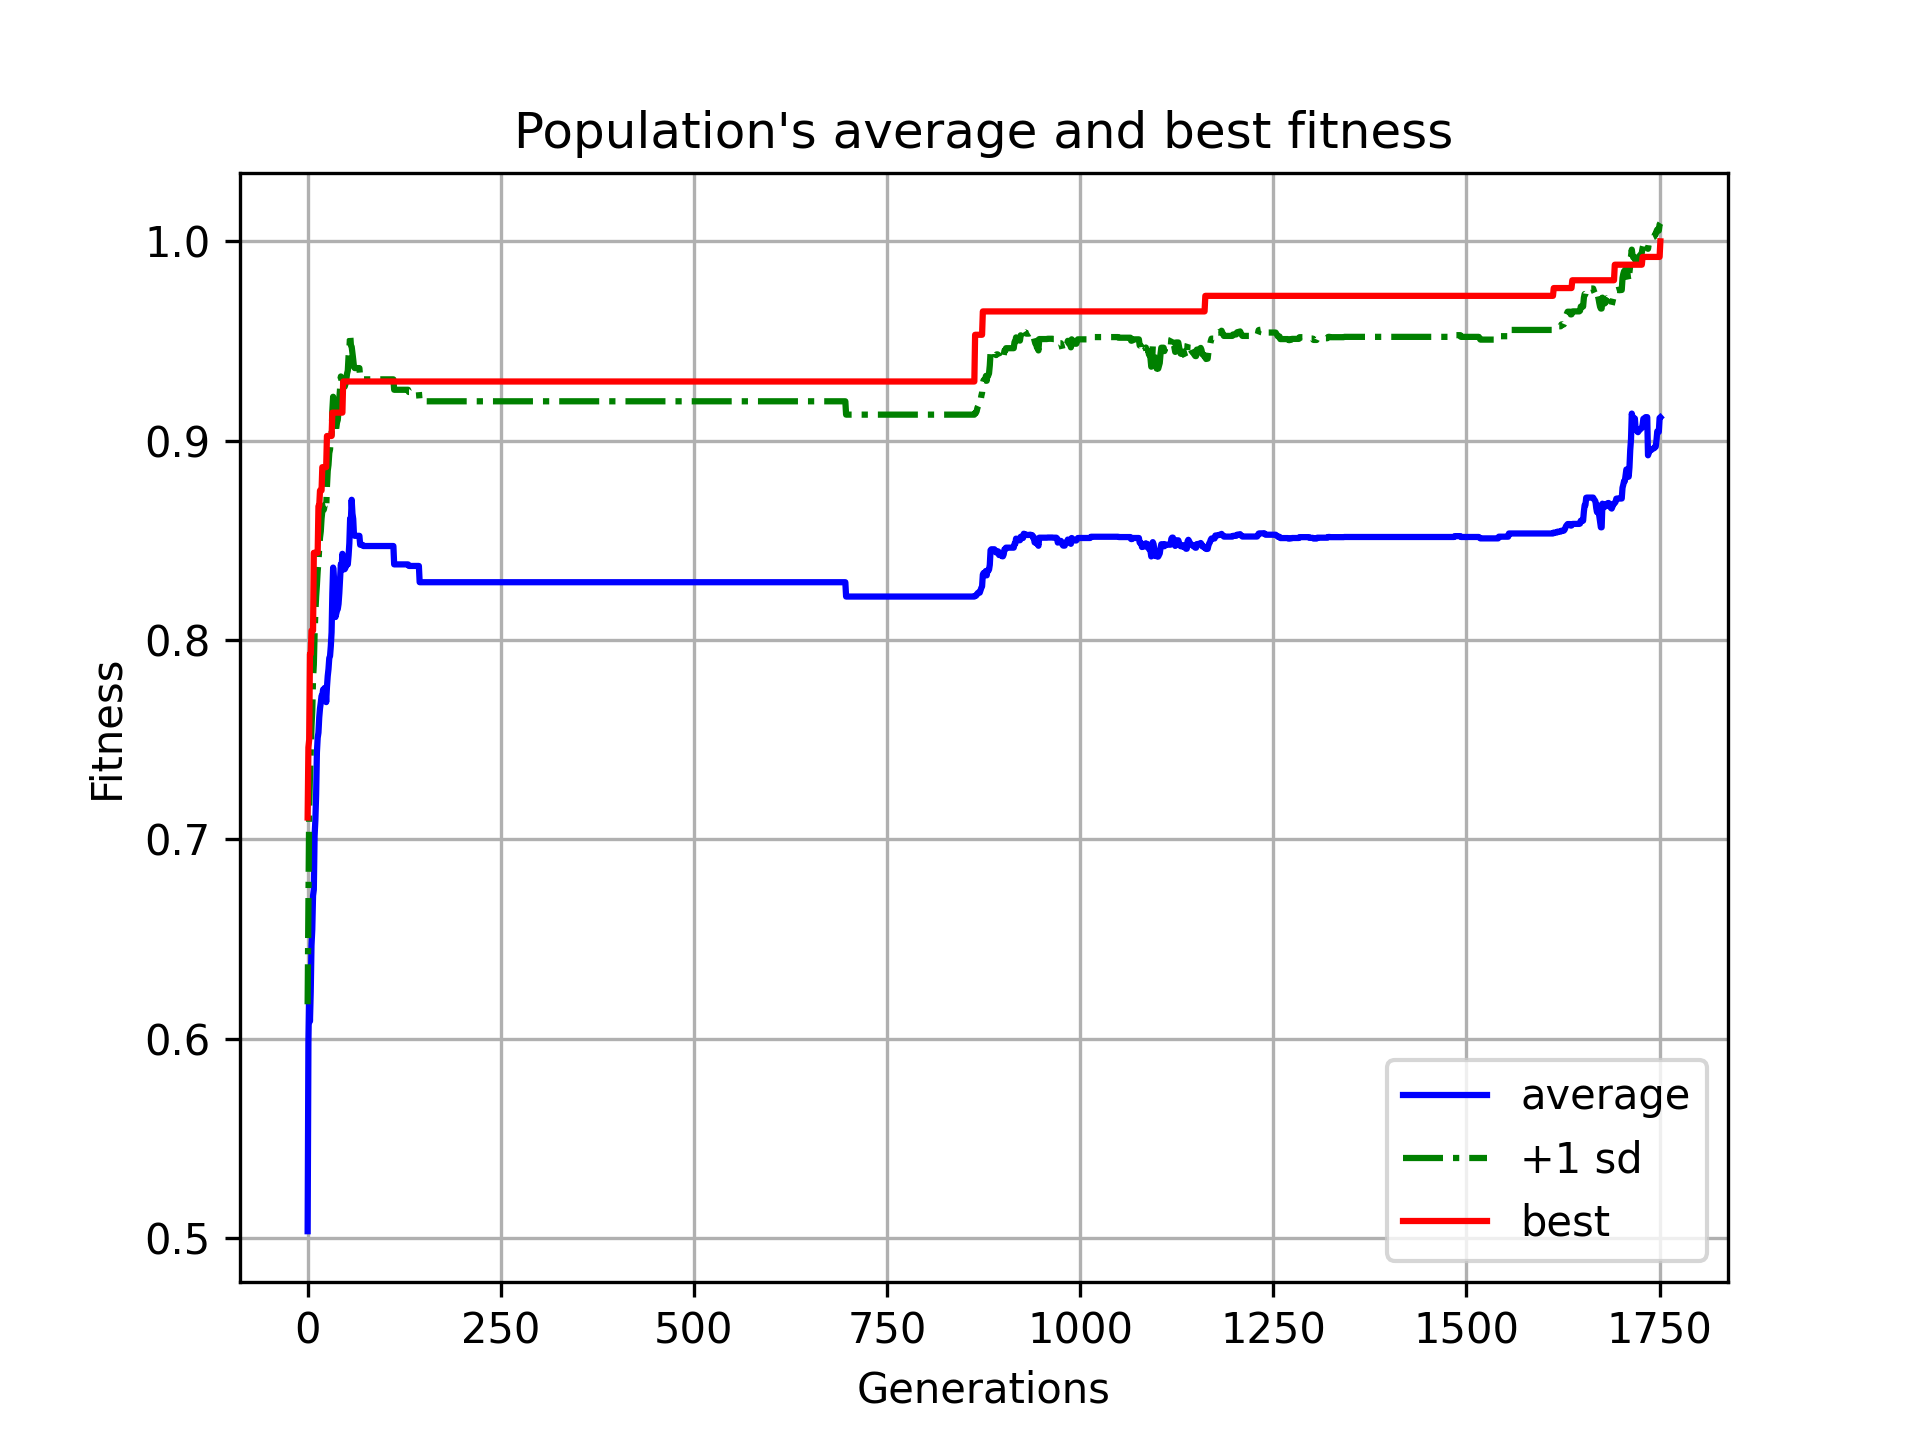 Population's average and best fitness
1.0
0.9
0.8
0.7
0.6
0.5
Fitness
average
+1 sd
best
0 250 500 750 1000 1250 1500 1750
Generations